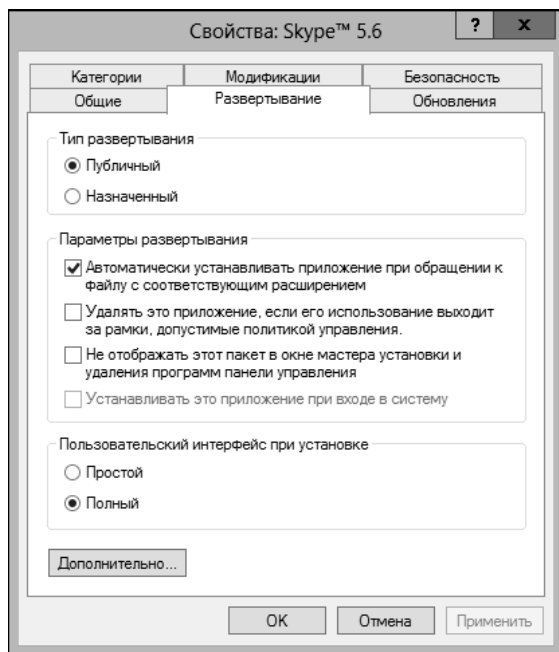 Свойства: Skype™ 5.6
?
x
Категории
Модификации
Безопасность
Общие
Развертывание
Обновления
Тип развертывания
Публичный
Назначенный
Параметры развертывания
Автоматически устанавливать приложение при обращении к
файлу с соответствующим расширением
Удалять это приложение, если его использование выходит
за рамки, допустимые политикой управления.
Не отображать этот пакет в окне мастера установки и
удаления программ панели управления
Устанавливать это приложение при входе в систему
Пользовательский интерфейс при установке
Простой
Полный
Дополнительно...
OK
Отмена
Применить